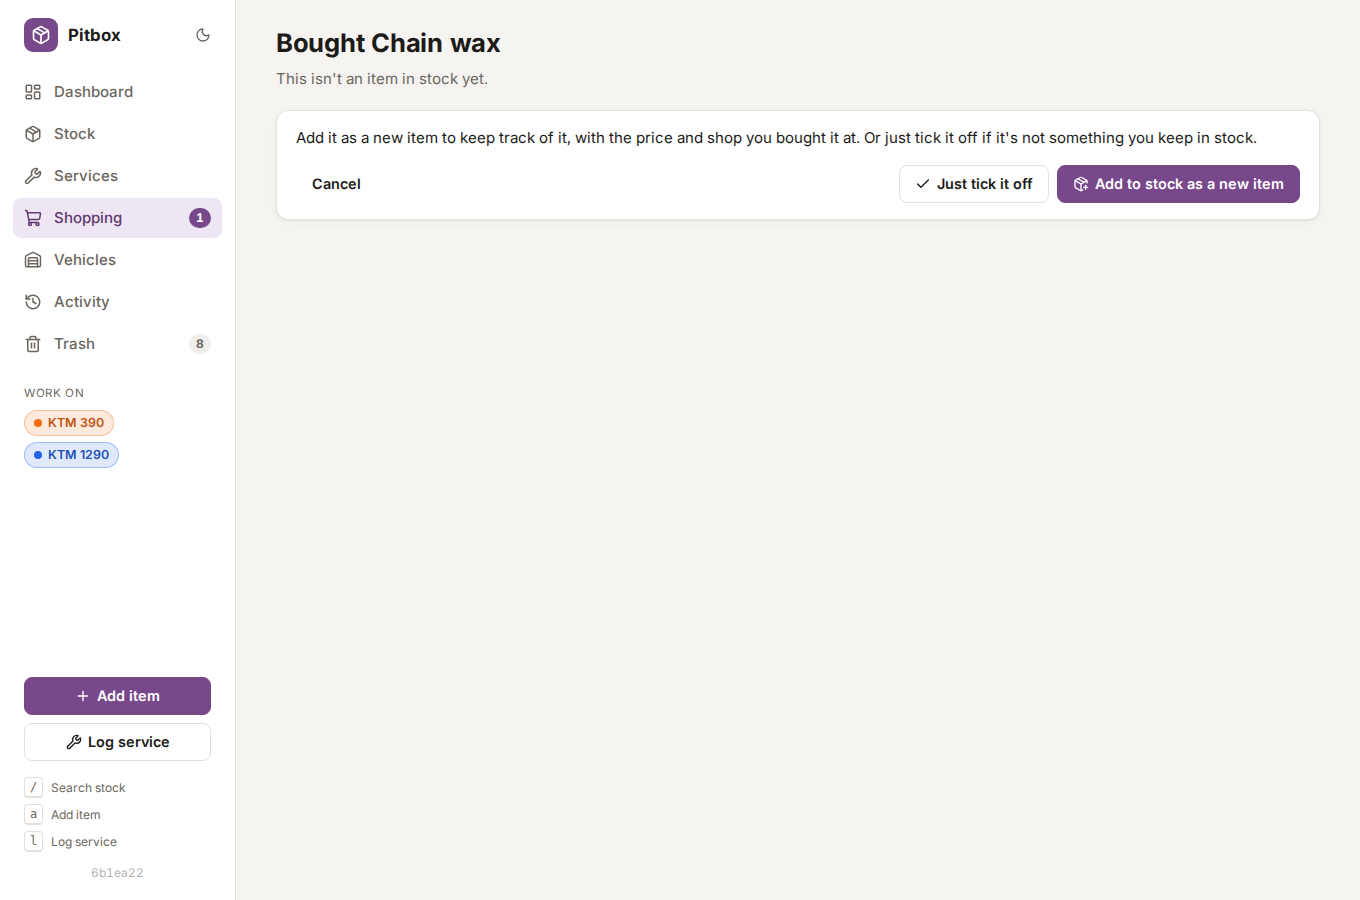 Pitbox
Dashboard
Stock
Services
Shopping 1
Vehicles
Activity
Trash 8
WORK ON
KTM 390
KTM 1290
Add item
Log service
/ Search stock
a Add item
l Log service
6b1ea22
Bought Chain wax
This isn't an item in stock yet.
Add it as a new item to keep track of it, with the price and shop you bought it at. Or just tick it off if it's not something you keep in stock.
Cancel
Just tick it off
Add to stock as a new item